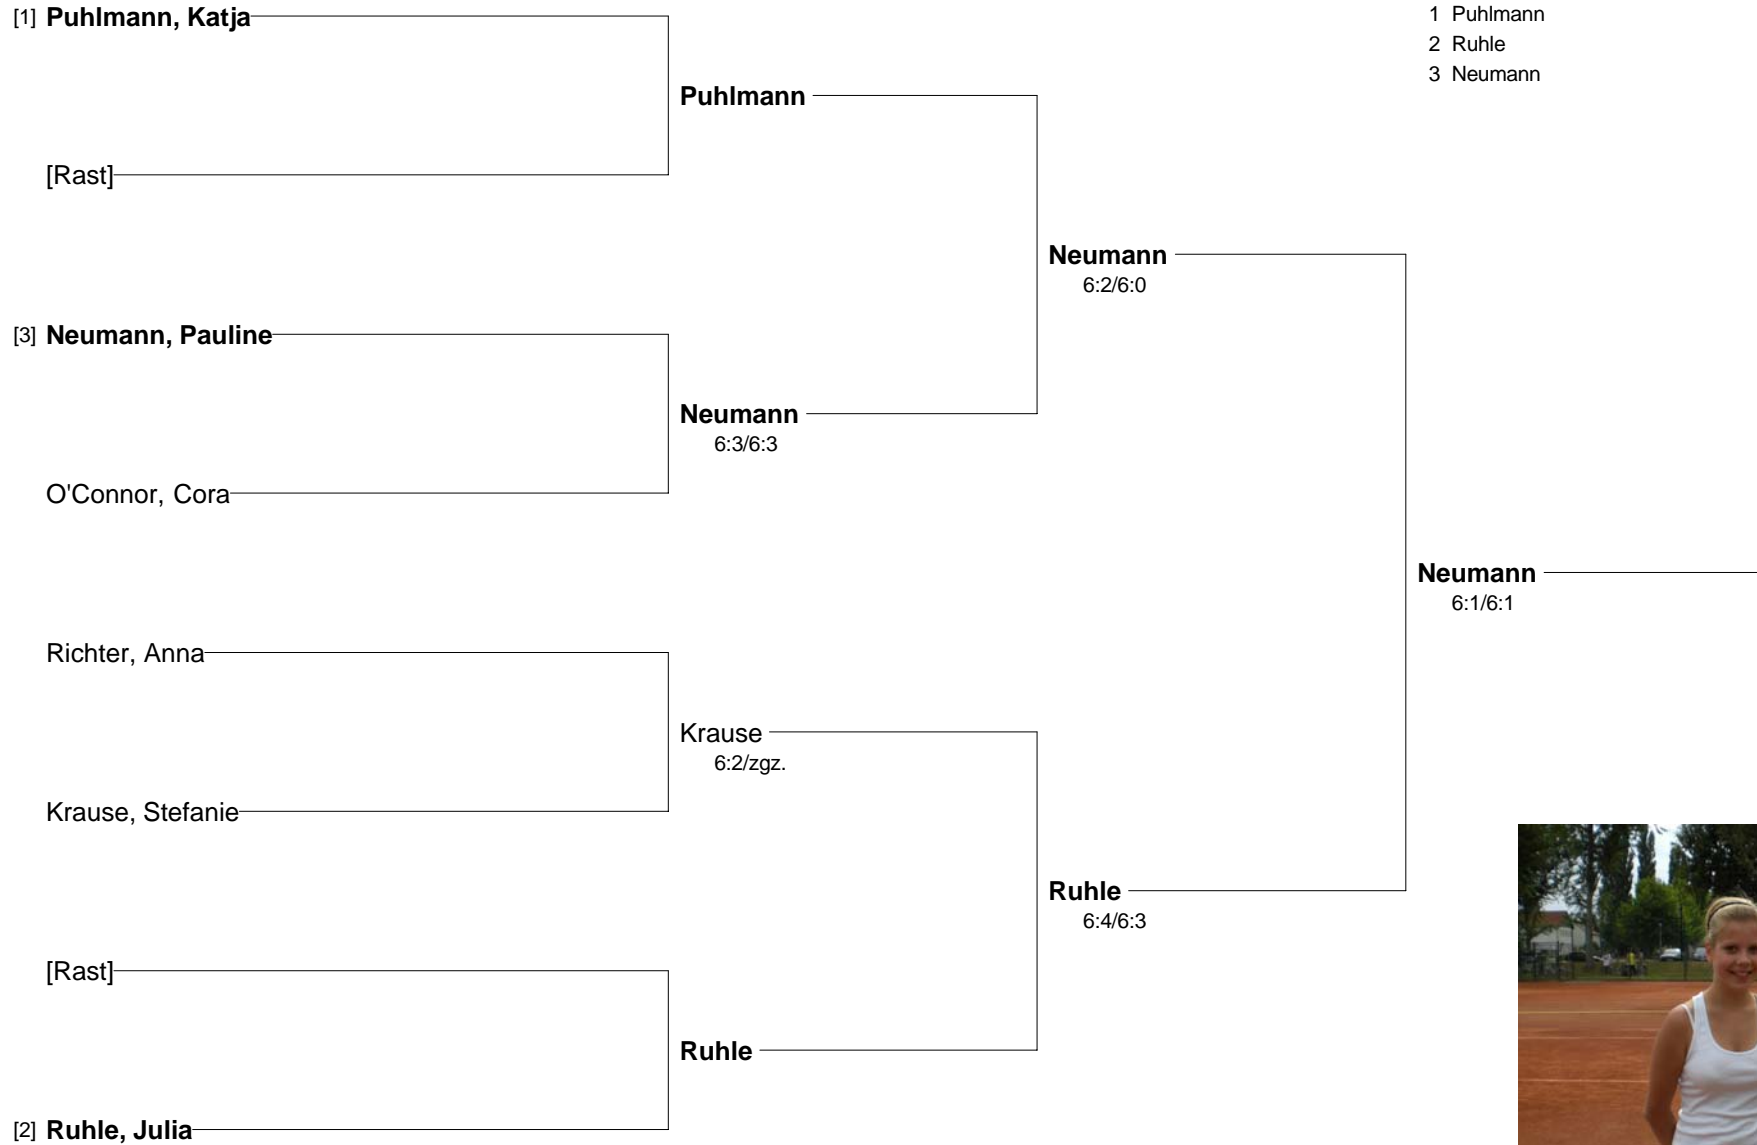 [1] Puhlmann, Katja
1 Puhlmann
2 Ruhle
3 Neumann
Puhlmann
[Rast]
Neumann
6:2/6:0
[3] Neumann, Pauline
Neumann
6:3/6:3
O'Connor, Cora
Neumann
6:1/6:1
Richter, Anna
Krause
6:2/zgz.
Krause, Stefanie
Ruhle
6:4/6:3
[Rast]
Ruhle
[2] Ruhle, Julia